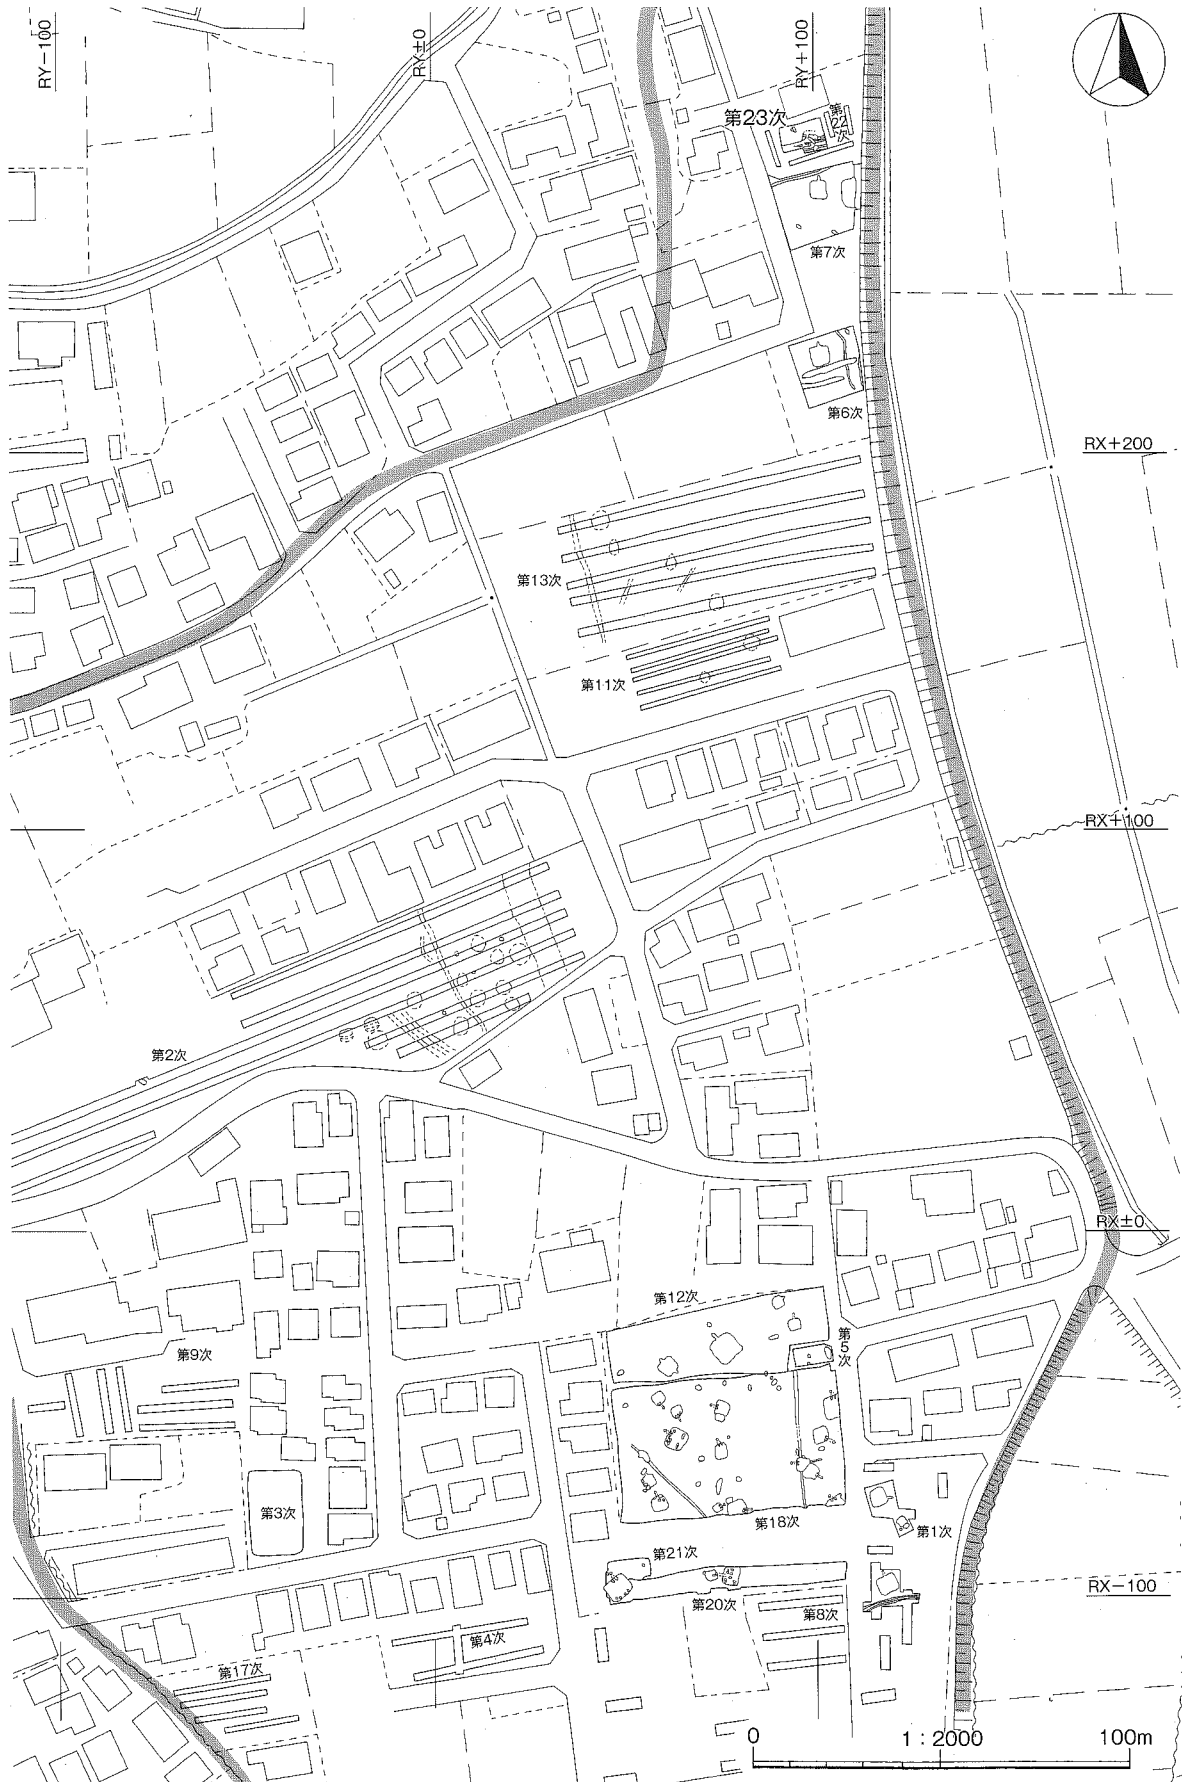 RY−100
RY±0
RY+100
第23次
第22次
第7次
第6次
RX+200
第13次
第11次
RX+100
第2次
RX±0
第12次
第5次
第9次
第3次
第18次
第1次
第21次
第20次
第8次
RX−100
第4次
第17次
0 1：2000 100m